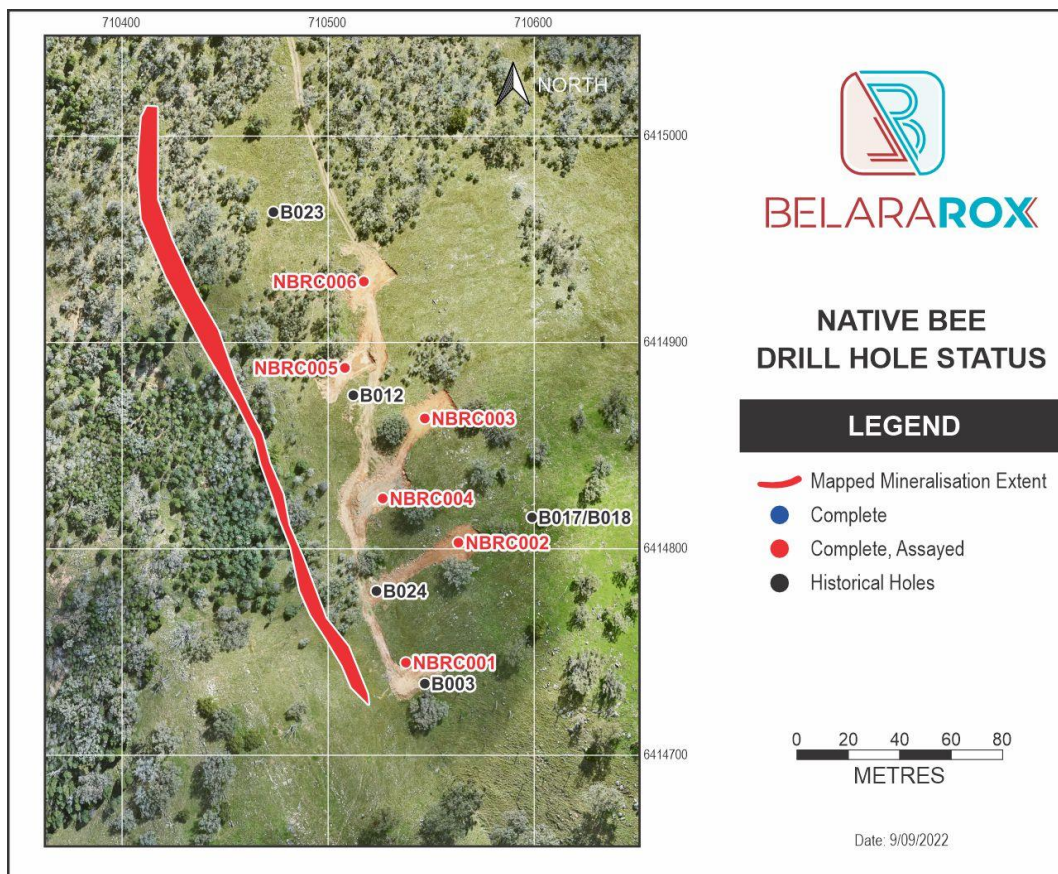 710400
710500
710600
NORTH
6415000
B023
NBRC006
6414900
NBRC005
B012
NBRC003
NBRC004
B017/B018
NBRC002
6414800
B024
NBRC001
B003
6414700
BELARAROX
NATIVE BEE
DRILL HOLE STATUS
LEGEND
Mapped Mineralisation Extent
Complete
Complete, Assayed
Historical Holes
0 20 40 60 80
METRES
Date: 9/09/2022